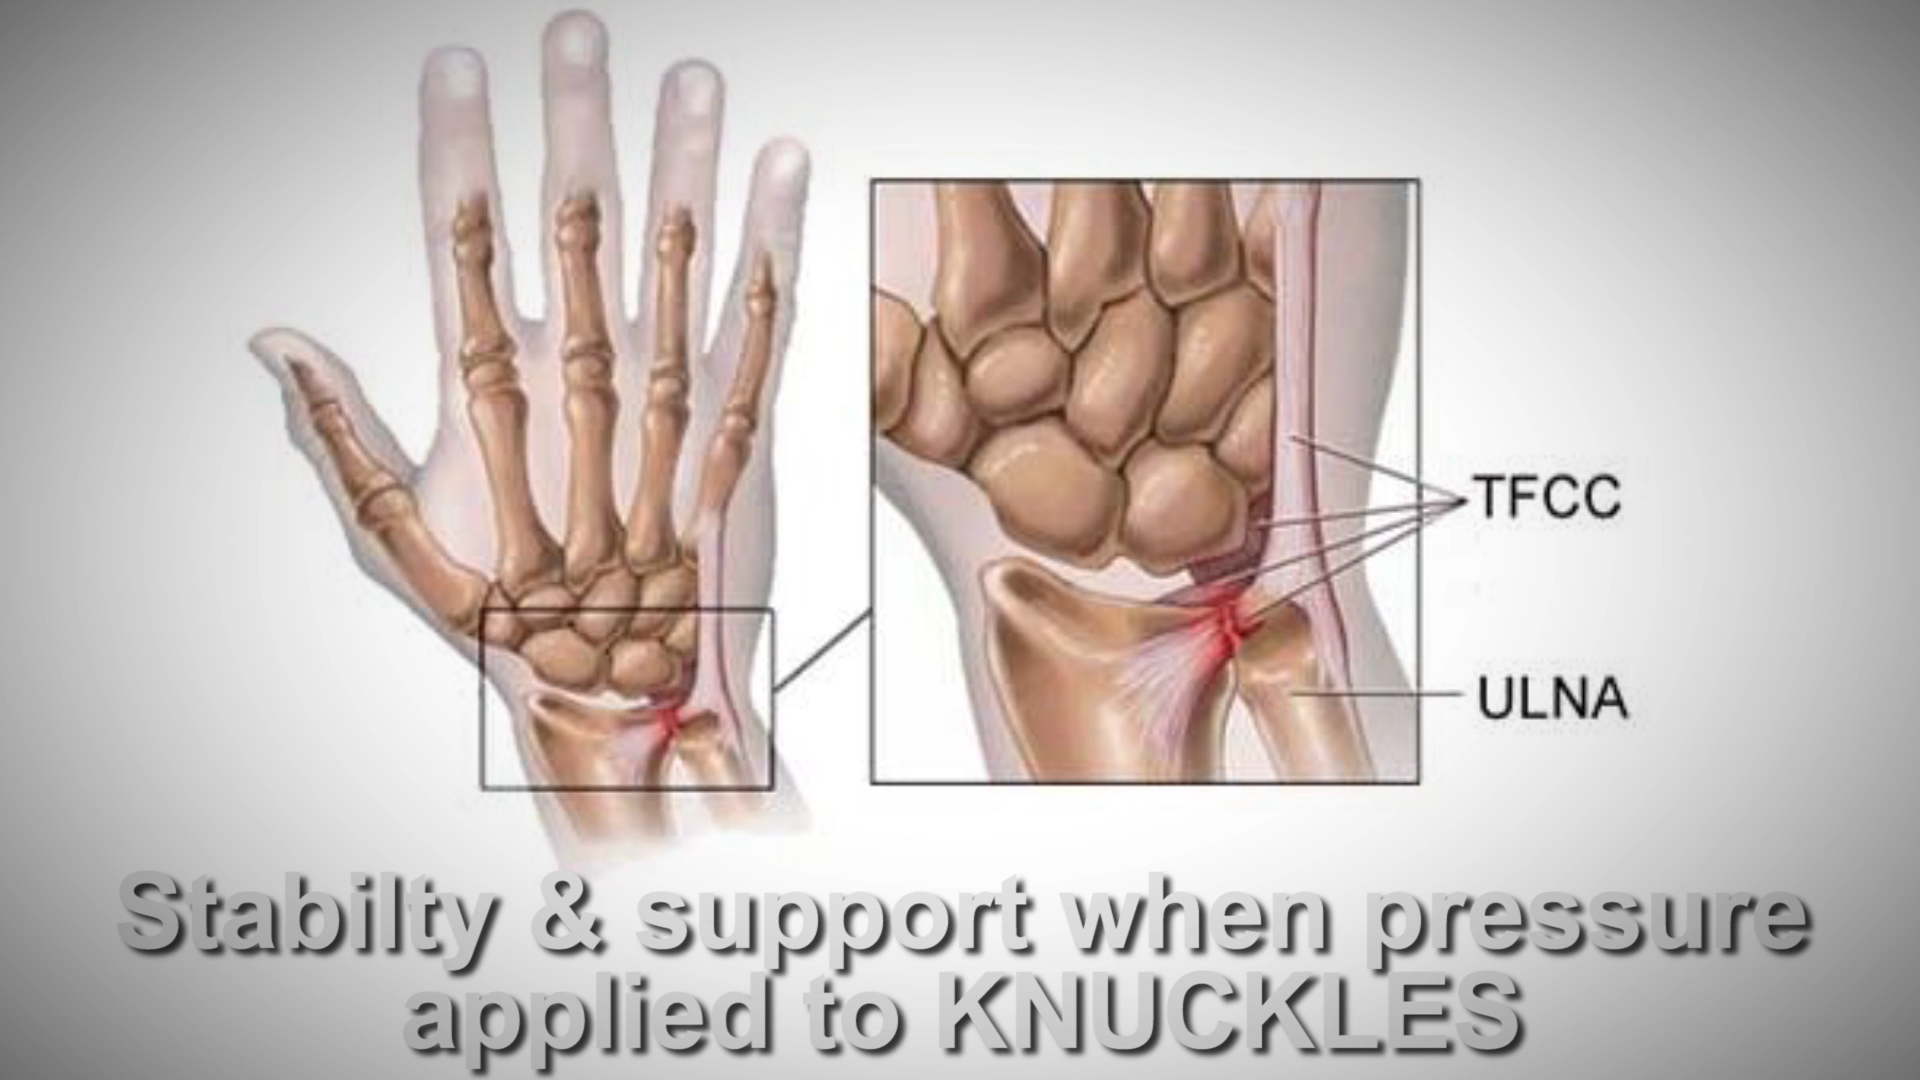 TFCC
ULNA
Stabilty & support when pressure
applied to KNUCKLES